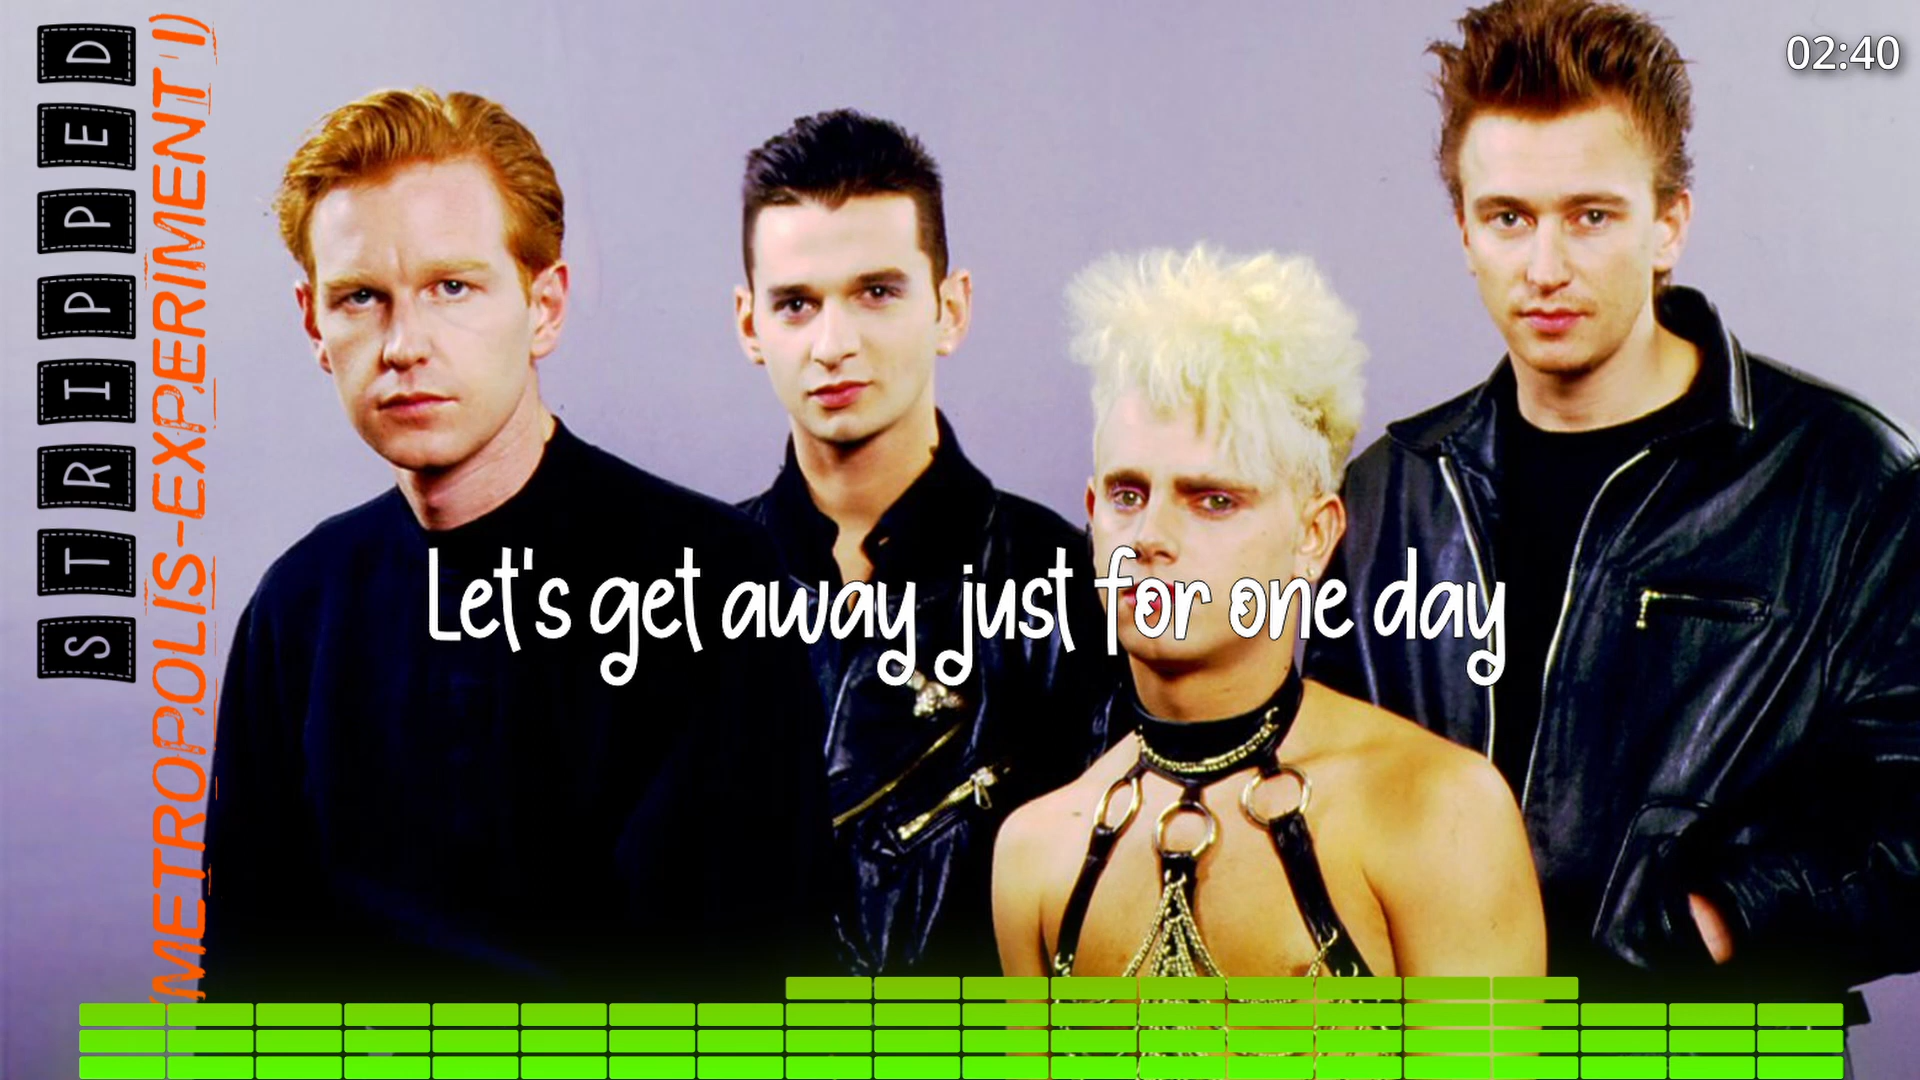 STRIPPED
(METROPOLIS-EXPERIMENT I)
02:40
Let's get away just for one day